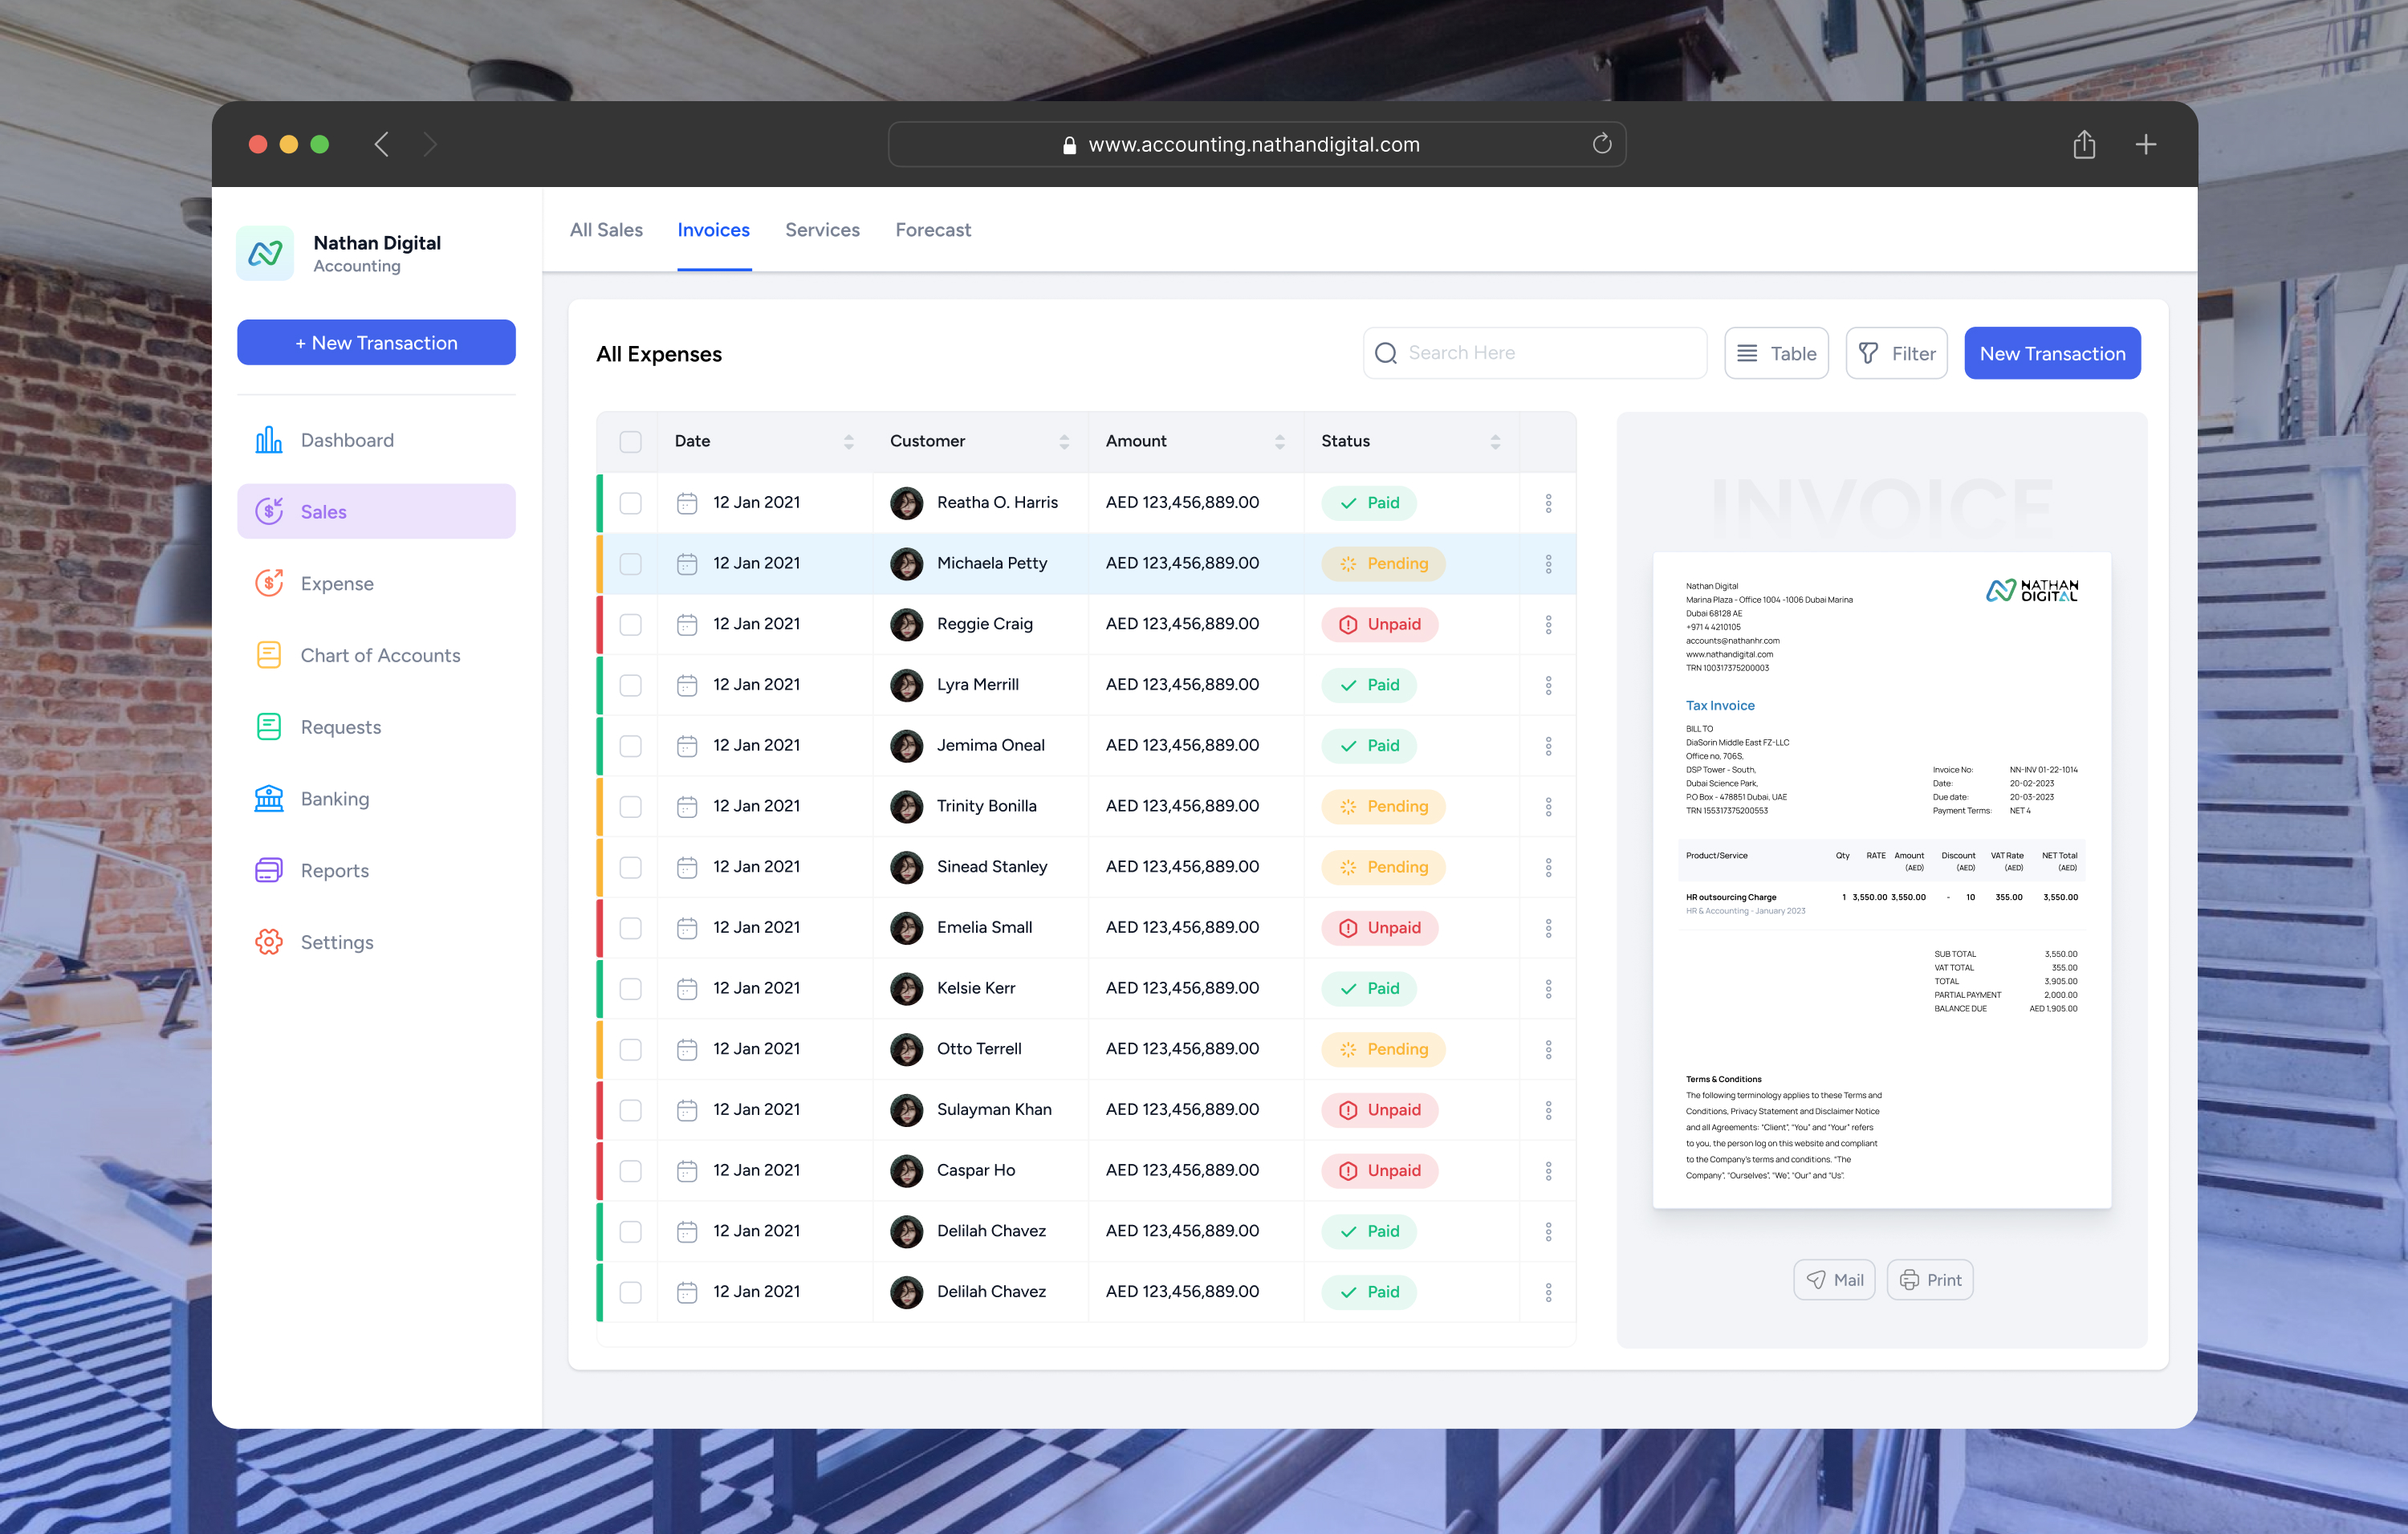 www.accounting.nathandigital.com
Nathan Digital
Accounting
+ New Transaction
Dashboard
Sales
Expense
Chart of Accounts
Requests
Banking
Reports
Settings
All Sales Invoices Services Forecast
All Expenses
Search Here
Table
Filter
New Transaction
Date Customer Amount Status
12 Jan 2021 Reatha O. Harris AED 123,456,889.00 Paid
12 Jan 2021 Michaela Petty AED 123,456,889.00 Pending
12 Jan 2021 Reggie Craig AED 123,456,889.00 Unpaid
12 Jan 2021 Lyra Merrill AED 123,456,889.00 Paid
12 Jan 2021 Jemima Oneal AED 123,456,889.00 Paid
12 Jan 2021 Trinity Bonilla AED 123,456,889.00 Pending
12 Jan 2021 Sinead Stanley AED 123,456,889.00 Pending
12 Jan 2021 Emelia Small AED 123,456,889.00 Unpaid
12 Jan 2021 Kelsie Kerr AED 123,456,889.00 Paid
12 Jan 2021 Otto Terrell AED 123,456,889.00 Pending
12 Jan 2021 Sulayman Khan AED 123,456,889.00 Unpaid
12 Jan 2021 Caspar Ho AED 123,456,889.00 Unpaid
12 Jan 2021 Delilah Chavez AED 123,456,889.00 Paid
12 Jan 2021 Delilah Chavez AED 123,456,889.00 Paid
INVOICE
NATHAN
DIGITAL
Nathan Digital
Marina Plaza - Office 1004 -1006 Dubai Marina
Dubai 68128 AE
+971 4 4210105
accounts@nathanhr.com
www.nathandigital.com
TRN 100317375200003
Tax Invoice
BILL TO
DiaSorin Middle East FZ-LLC
Office no, 706S,
DSP Tower - South,
Dubai Science Park,
P.O Box - 478851 Dubai, UAE
TRN 155317375200553
Invoice No: NN-INV 01-22-1014
Date: 20-02-2023
Due date: 20-03-2023
Payment Terms: NET 4
Product/Service Qty RATE Amount Discount VAT Rate NET Total
(AED) (AED) (AED) (AED)
HR outsourcing Charge 1 3,550.00 3,550.00 - 10 355.00 3,550.00
HR & Accounting - January 2023
SUB TOTAL 3,550.00
VAT TOTAL 355.00
TOTAL 3,905.00
PARTIAL PAYMENT 2,000.00
BALANCE DUE AED 1,905.00
Terms & Conditions
The following terminology applies to these Terms and
Conditions, Privacy Statement and Disclaimer Notice
and all Agreements: "Client", "You" and "Your" refers
to you, the person log on this website and compliant
to the Company's terms and conditions. "The
Company", "Ourselves", "We", "Our" and "Us".
Mail
Print